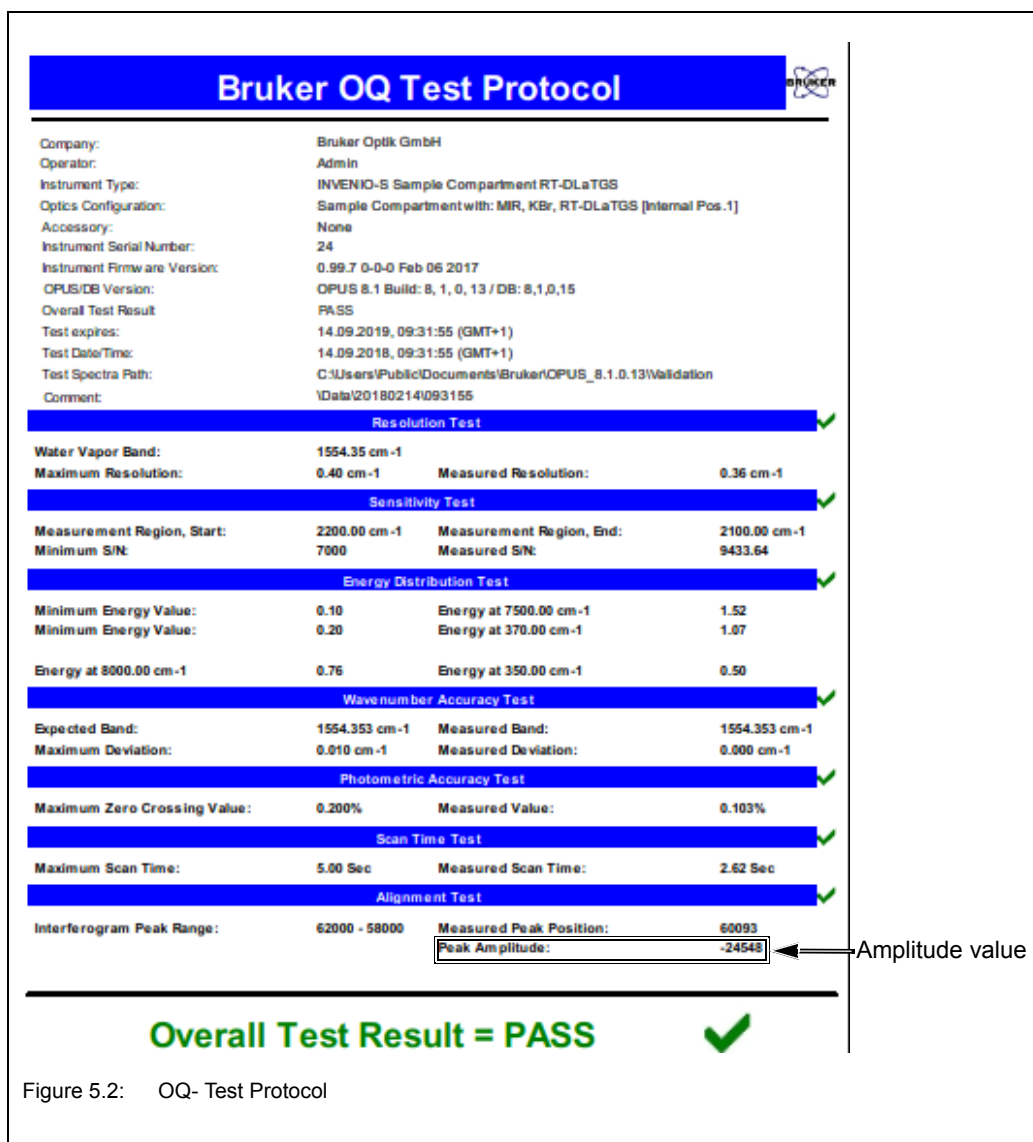 Bruker OQ Test Protocol
BRUKER
Company: Bruker Optik GmbH
Operator: Admin
Instrument Type: INVENIO-S Sample Compartment RT-DLaTGS
Optics Configuration: Sample Compartment with: MIR, KBr, RT-DLaTGS [Internal Pos.1]
Accessory: None
Instrument Serial Number: 24
Instrument Firmware Version: 0.99.7 0-0-0 Feb 06 2017
OPUS/DB Version: OPUS 8.1 Build: 8, 1, 0, 13 / DB: 8,1,0,15
Overall Test Result PASS
Test expires: 14.09.2019, 09:31:55 (GMT+1)
Test Date/Time: 14.09.2018, 09:31:55 (GMT+1)
Test Spectra Path: C:\Users\Public\Documents\Bruker\OPUS_8.1.0.13\Validation
Comment: \Data\20180214\093155
Resolution Test
Water Vapor Band: 1554.35 cm-1
Maximum Resolution: 0.40 cm-1 Measured Resolution: 0.36 cm-1
Sensitivity Test
Measurement Region, Start: 2200.00 cm-1 Measurement Region, End: 2100.00 cm-1
Minimum S/N: 7000 Measured S/N: 9433.64
Energy Distribution Test
Minimum Energy Value: 0.10 Energy at 7500.00 cm-1 1.52
Minimum Energy Value: 0.20 Energy at 370.00 cm-1 1.07
Energy at 8000.00 cm-1 0.76 Energy at 350.00 cm-1 0.50
Wavenumber Accuracy Test
Expected Band: 1554.353 cm-1 Measured Band: 1554.353 cm-1
Maximum Deviation: 0.010 cm-1 Measured Deviation: 0.000 cm-1
Photometric Accuracy Test
Maximum Zero Crossing Value: 0.200% Measured Value: 0.103%
Scan Time Test
Maximum Scan Time: 5.00 Sec Measured Scan Time: 2.62 Sec
Alignment Test
Interferogram Peak Range: 62000 - 58000 Measured Peak Position: 60093
Peak Amplitude: -24548 Amplitude value
Overall Test Result = PASS
Figure 5.2: OQ- Test Protocol